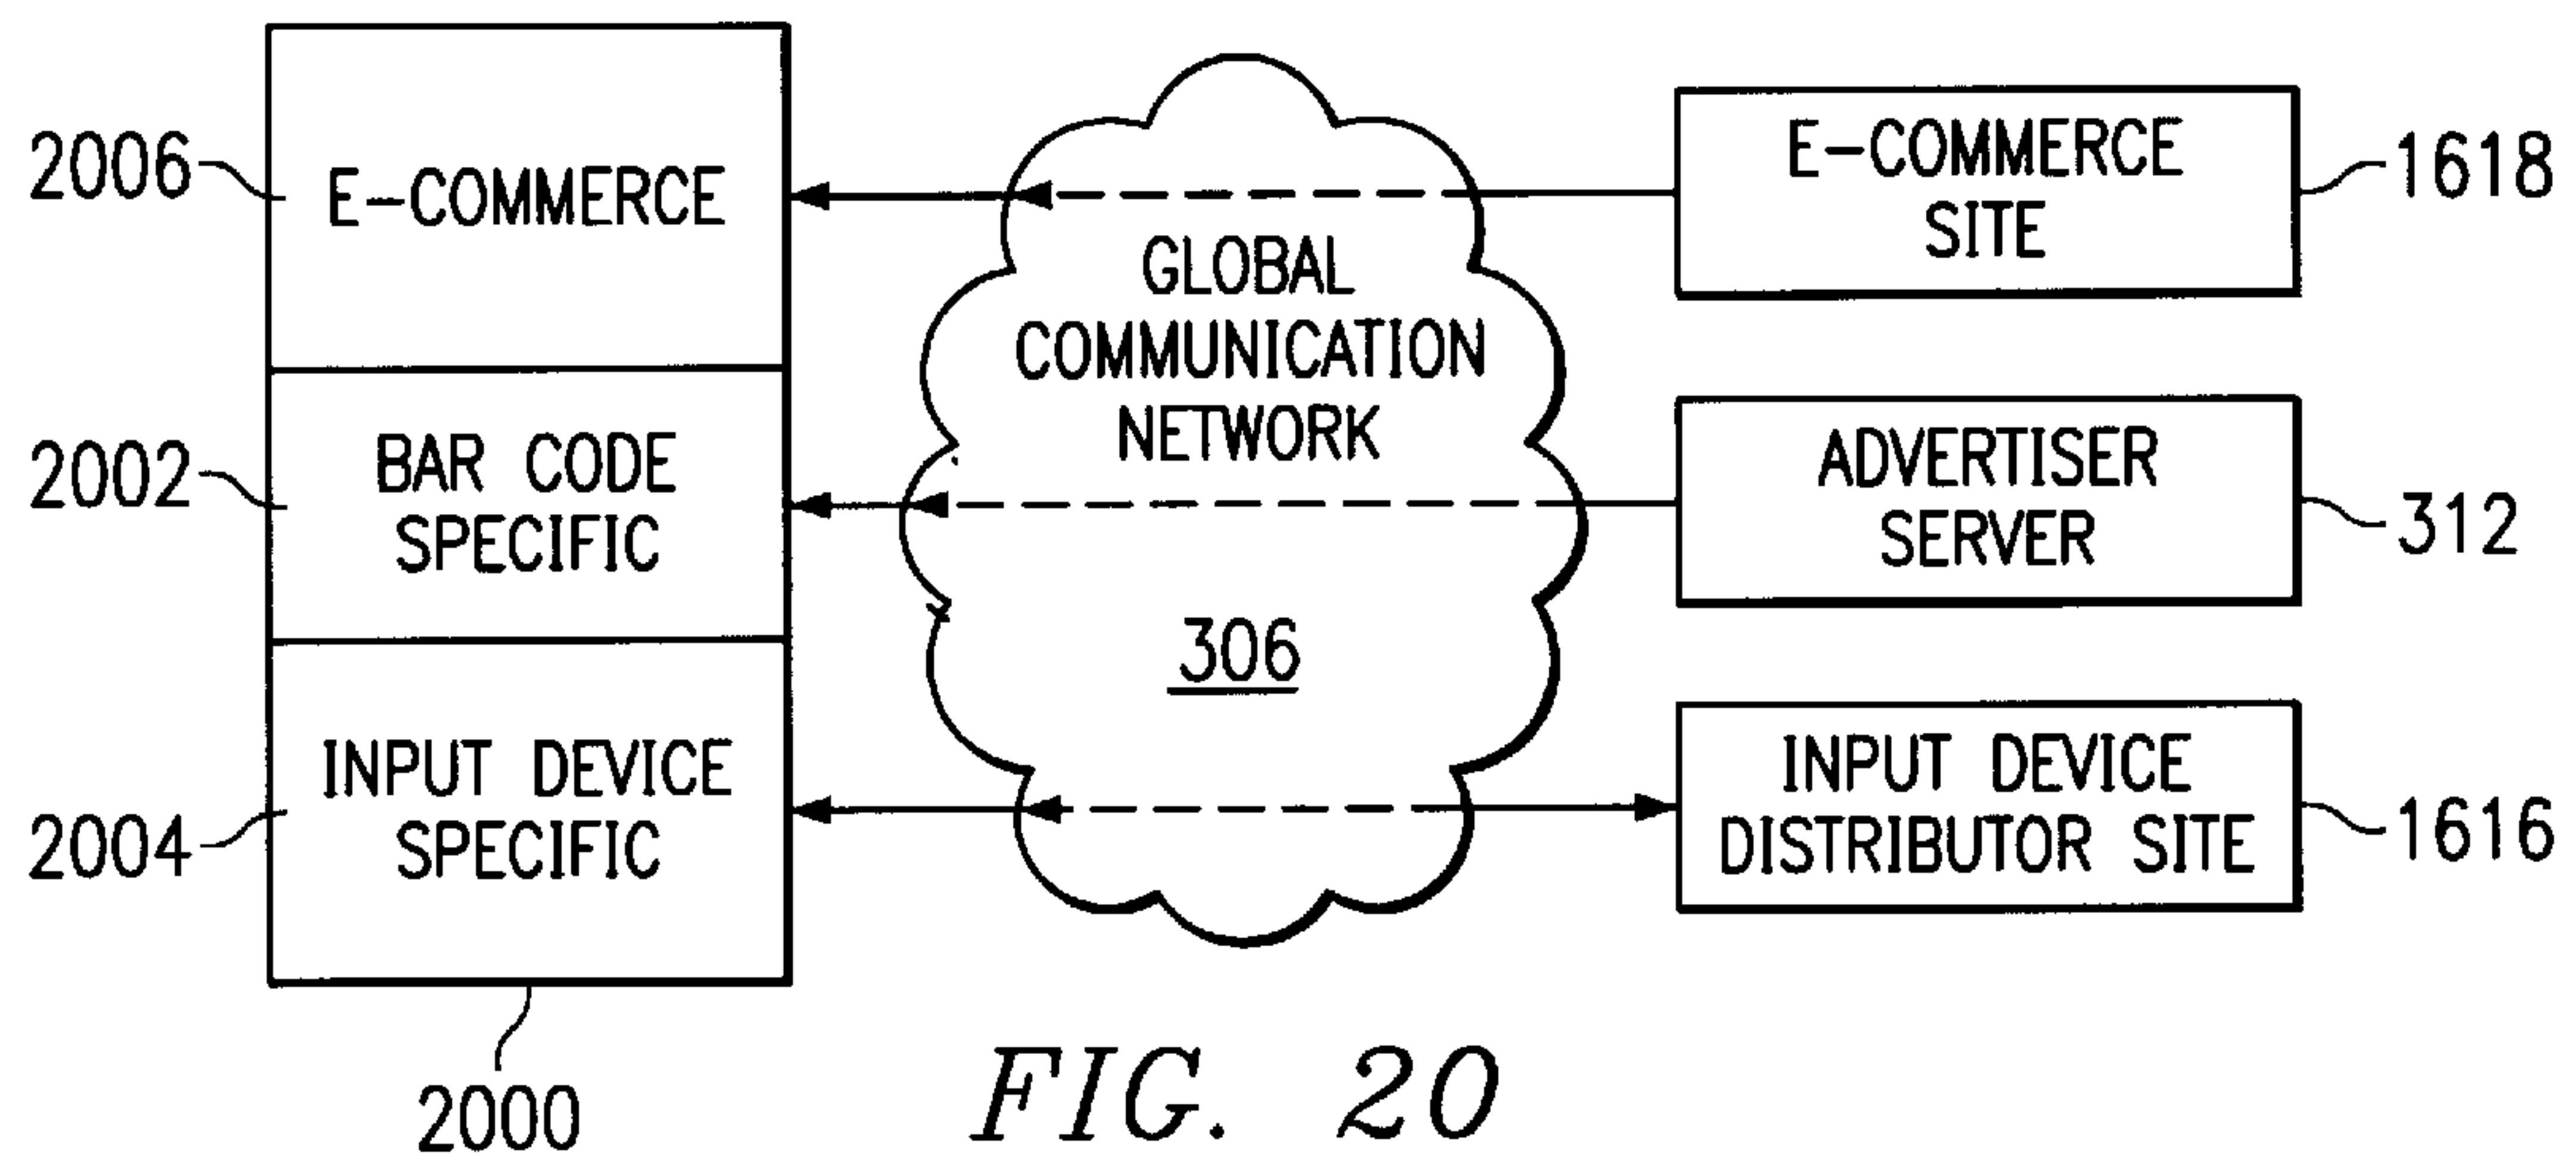 2006
E-COMMERCE
2002
BAR CODE
SPECIFIC
2004
INPUT DEVICE
SPECIFIC
2000
GLOBAL
COMMUNICATION
NETWORK
306
E-COMMERCE
SITE
1618
ADVERTISER
SERVER
312
INPUT DEVICE
DISTRIBUTOR SITE
1616
FIG. 20